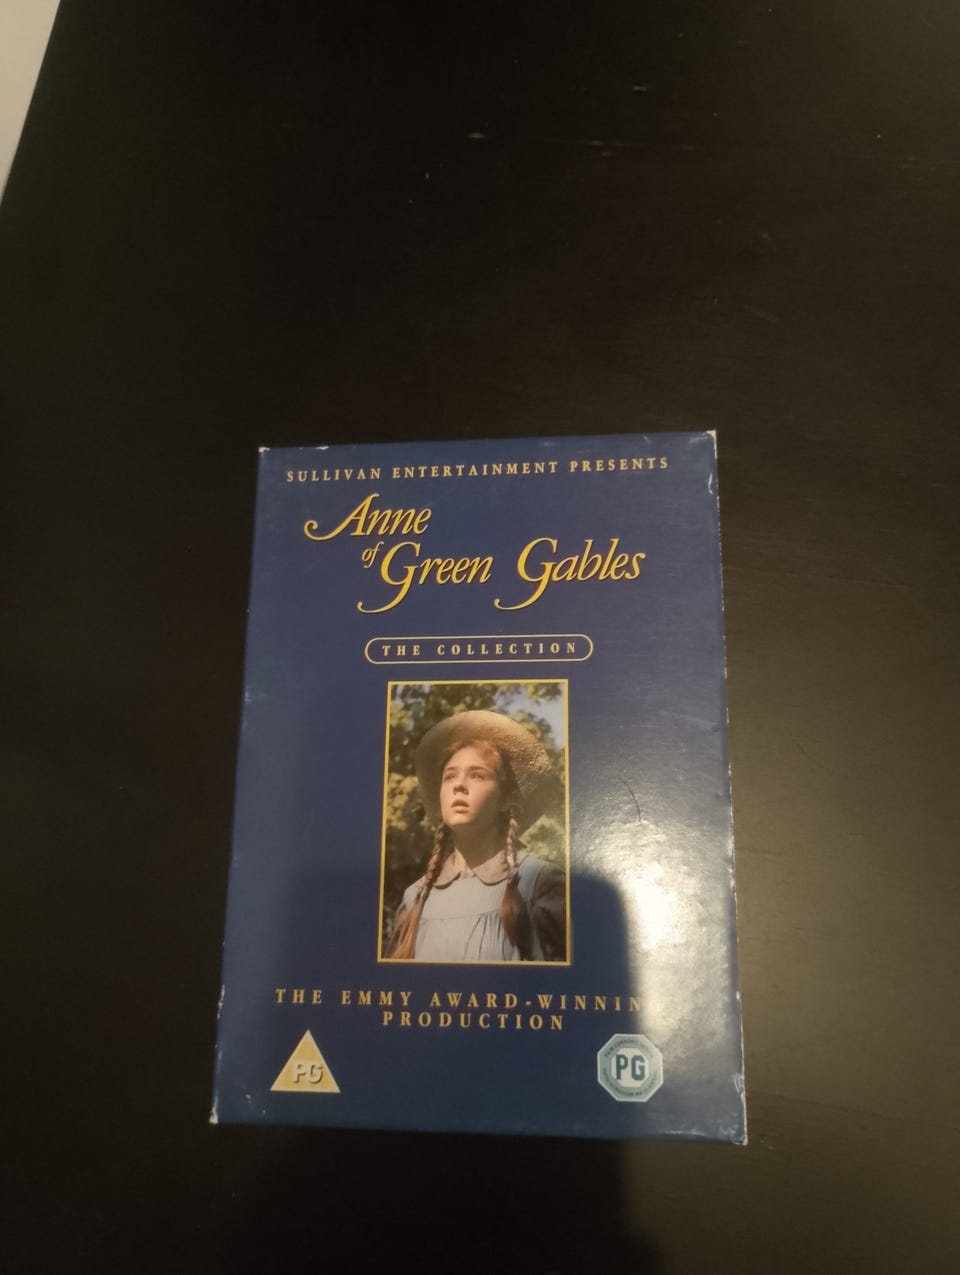 SULLIVAN ENTERTAINMENT PRESENTS
Anne
of Green Gables
THE COLLECTION
THE EMMY AWARD-WINNIN
PRODUCTION
PG
PG